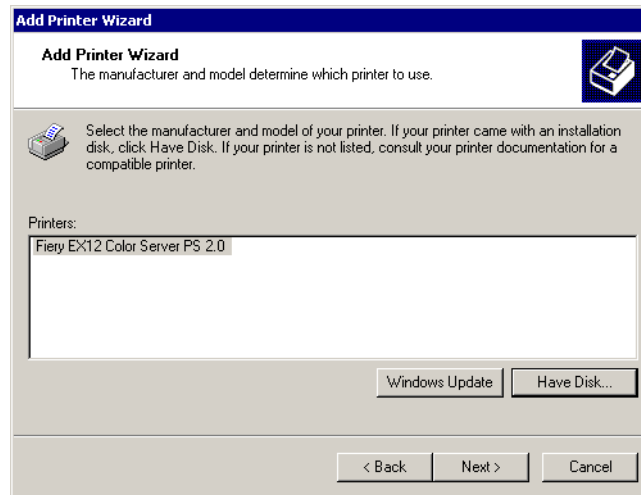 Add Printer Wizard
Add Printer Wizard
The manufacturer and model determine which printer to use.
Select the manufacturer and model of your printer. If your printer came with an installation
disk, click Have Disk. If your printer is not listed, consult your printer documentation for a
compatible printer.
Printers:
Fiery EX12 Color Server PS 2.0
Windows Update
Have Disk...
< Back
Next >
Cancel